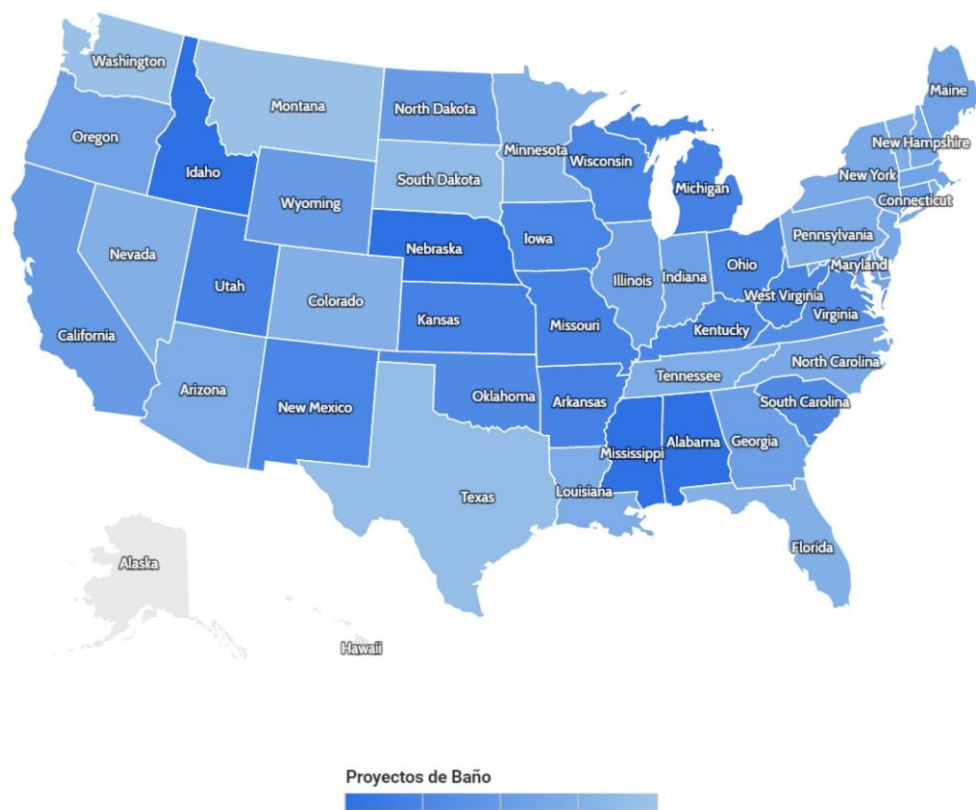 Washington
Montana
North Dakota
Minnesota
Maine
Oregon
Idaho
Wisconsin
New Hampshire
South Dakota
Michigan
New York
Wyoming
Connecticut
Nebraska
Iowa
Pennsylvania
Nevada
Utah
Colorado
Illinois
Indiana
Ohio
Maryland
West Virginia
Virginia
California
Kansas
Missouri
Kentucky
North Carolina
Arizona
Tennessee
New Mexico
Oklahoma
Arkansas
South Carolina
Mississippi
Alabama
Georgia
Texas
Louisiana
Florida
Alaska
Hawaii
Proyectos de Baño